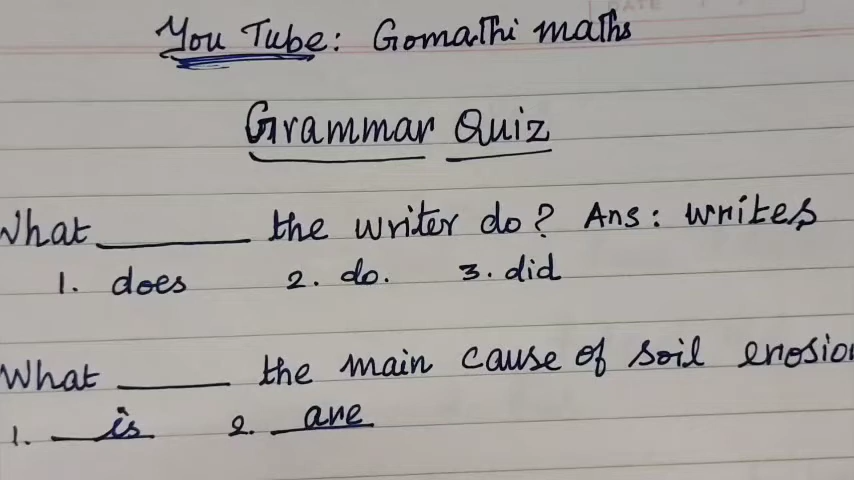 You Tube: Gomathi maths
Grammar Quiz
What ______ the writer do? Ans: writes
1. does 2. do. 3. did
What ______ the main cause of soil erosion
1. is 2. are